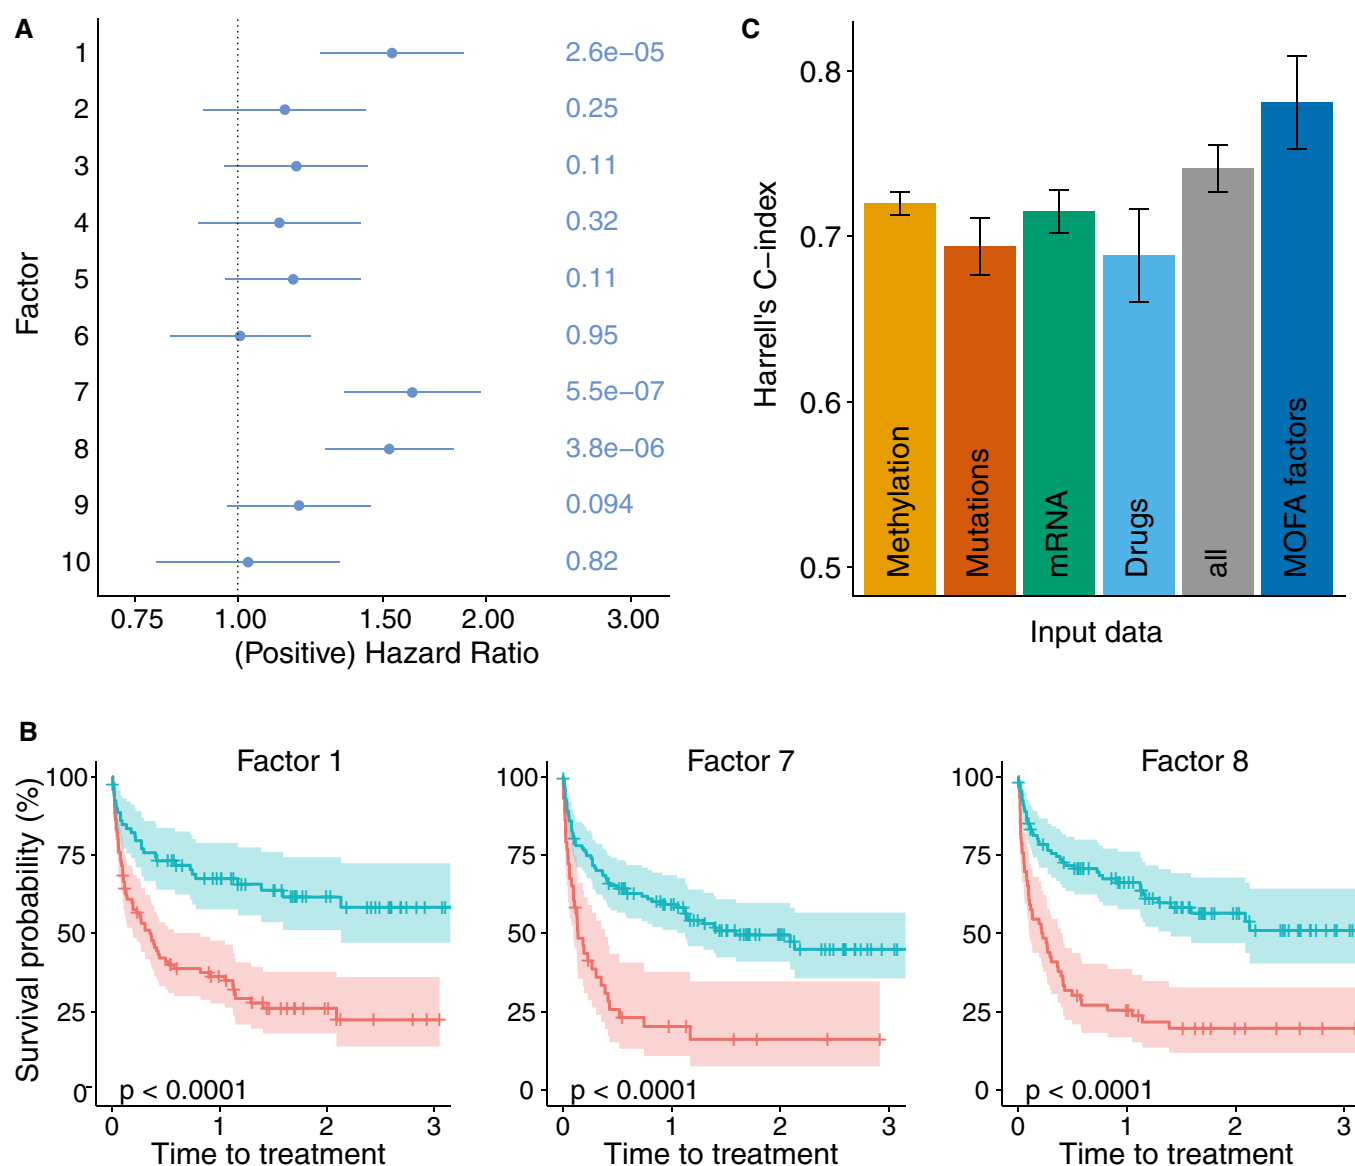 A
Factor
1 2.6e−05
2 0.25
3 0.11
4 0.32
5 0.11
6 0.95
7 5.5e−07
8 3.8e−06
9 0.094
10 0.82
0.75 1.00 1.50 2.00 3.00
(Positive) Hazard Ratio
C
Harrell's C−index
0.8
0.7
0.6
0.5
Methylation
Mutations
mRNA
Drugs
all
MOFA factors
Input data
B
Survival probability (%)
Factor 1
100
75
50
25
0
p < 0.0001
0 1 2 3
Time to treatment
Factor 7
100
75
50
25
0
p < 0.0001
0 1 2 3
Time to treatment
Factor 8
100
75
50
25
0
p < 0.0001
0 1 2 3
Time to treatment